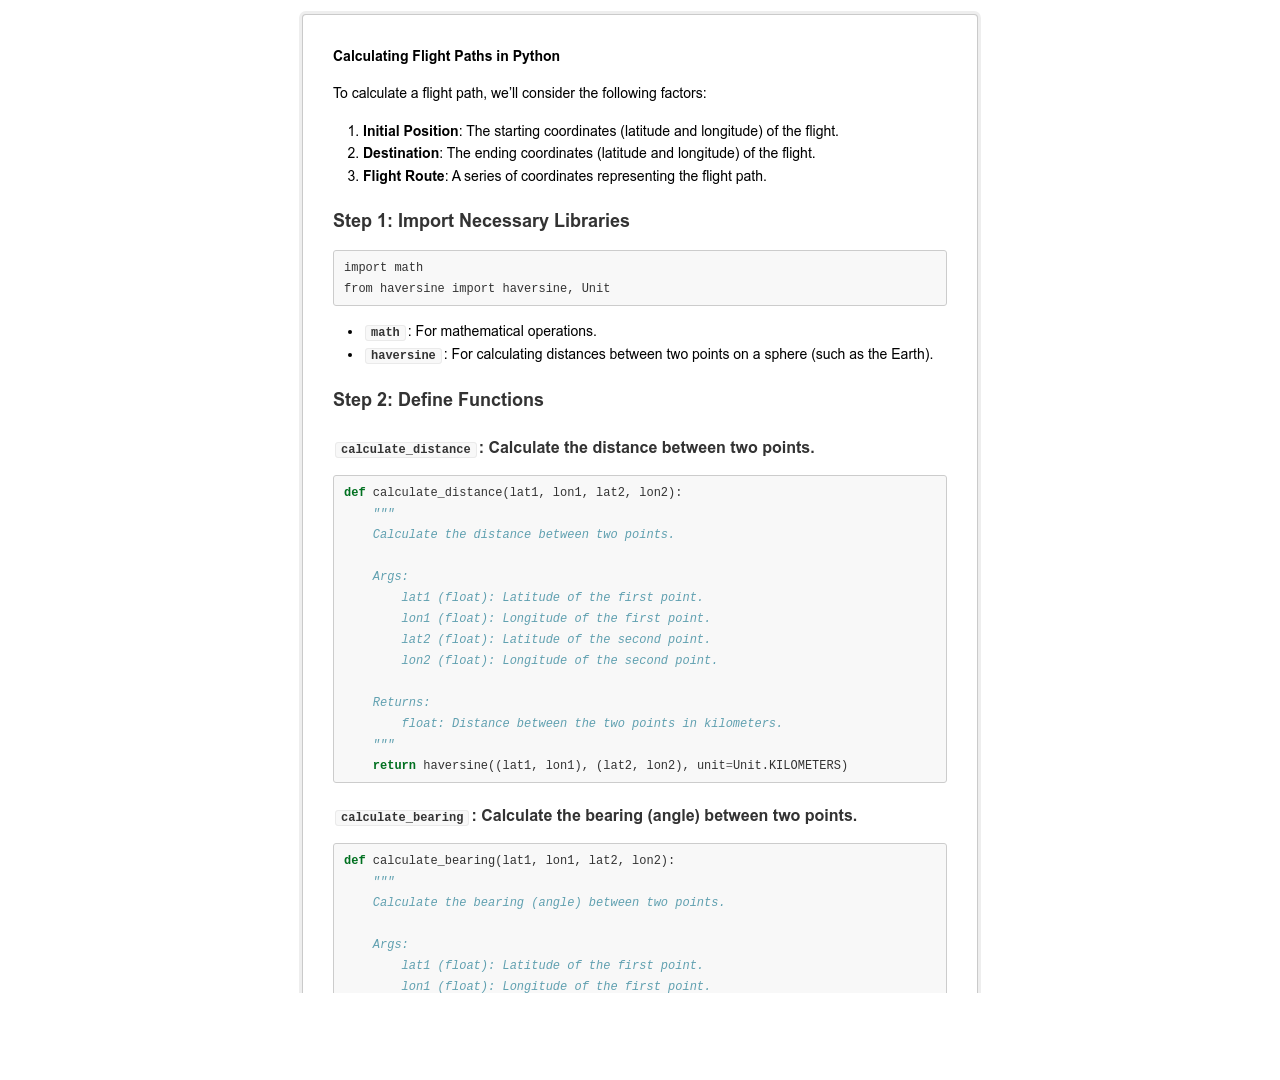 Calculating Flight Paths in Python
To calculate a flight path, we'll consider the following factors:
1. Initial Position: The starting coordinates (latitude and longitude) of the flight.
2. Destination: The ending coordinates (latitude and longitude) of the flight.
3. Flight Route: A series of coordinates representing the flight path.
Step 1: Import Necessary Libraries
import math
from haversine import haversine, Unit
• math : For mathematical operations.
• haversine : For calculating distances between two points on a sphere (such as the Earth).
Step 2: Define Functions
calculate_distance : Calculate the distance between two points.
def calculate_distance(lat1, lon1, lat2, lon2):
    """
    Calculate the distance between two points.
    Args:
        lat1 (float): Latitude of the first point.
        lon1 (float): Longitude of the first point.
        lat2 (float): Latitude of the second point.
        lon2 (float): Longitude of the second point.
    Returns:
        float: Distance between the two points in kilometers.
    """
    return haversine((lat1, lon1), (lat2, lon2), unit=Unit.KILOMETERS)
calculate_bearing : Calculate the bearing (angle) between two points.
def calculate_bearing(lat1, lon1, lat2, lon2):
    """
    Calculate the bearing (angle) between two points.
    Args:
        lat1 (float): Latitude of the first point.
        lon1 (float): Longitude of the first point.